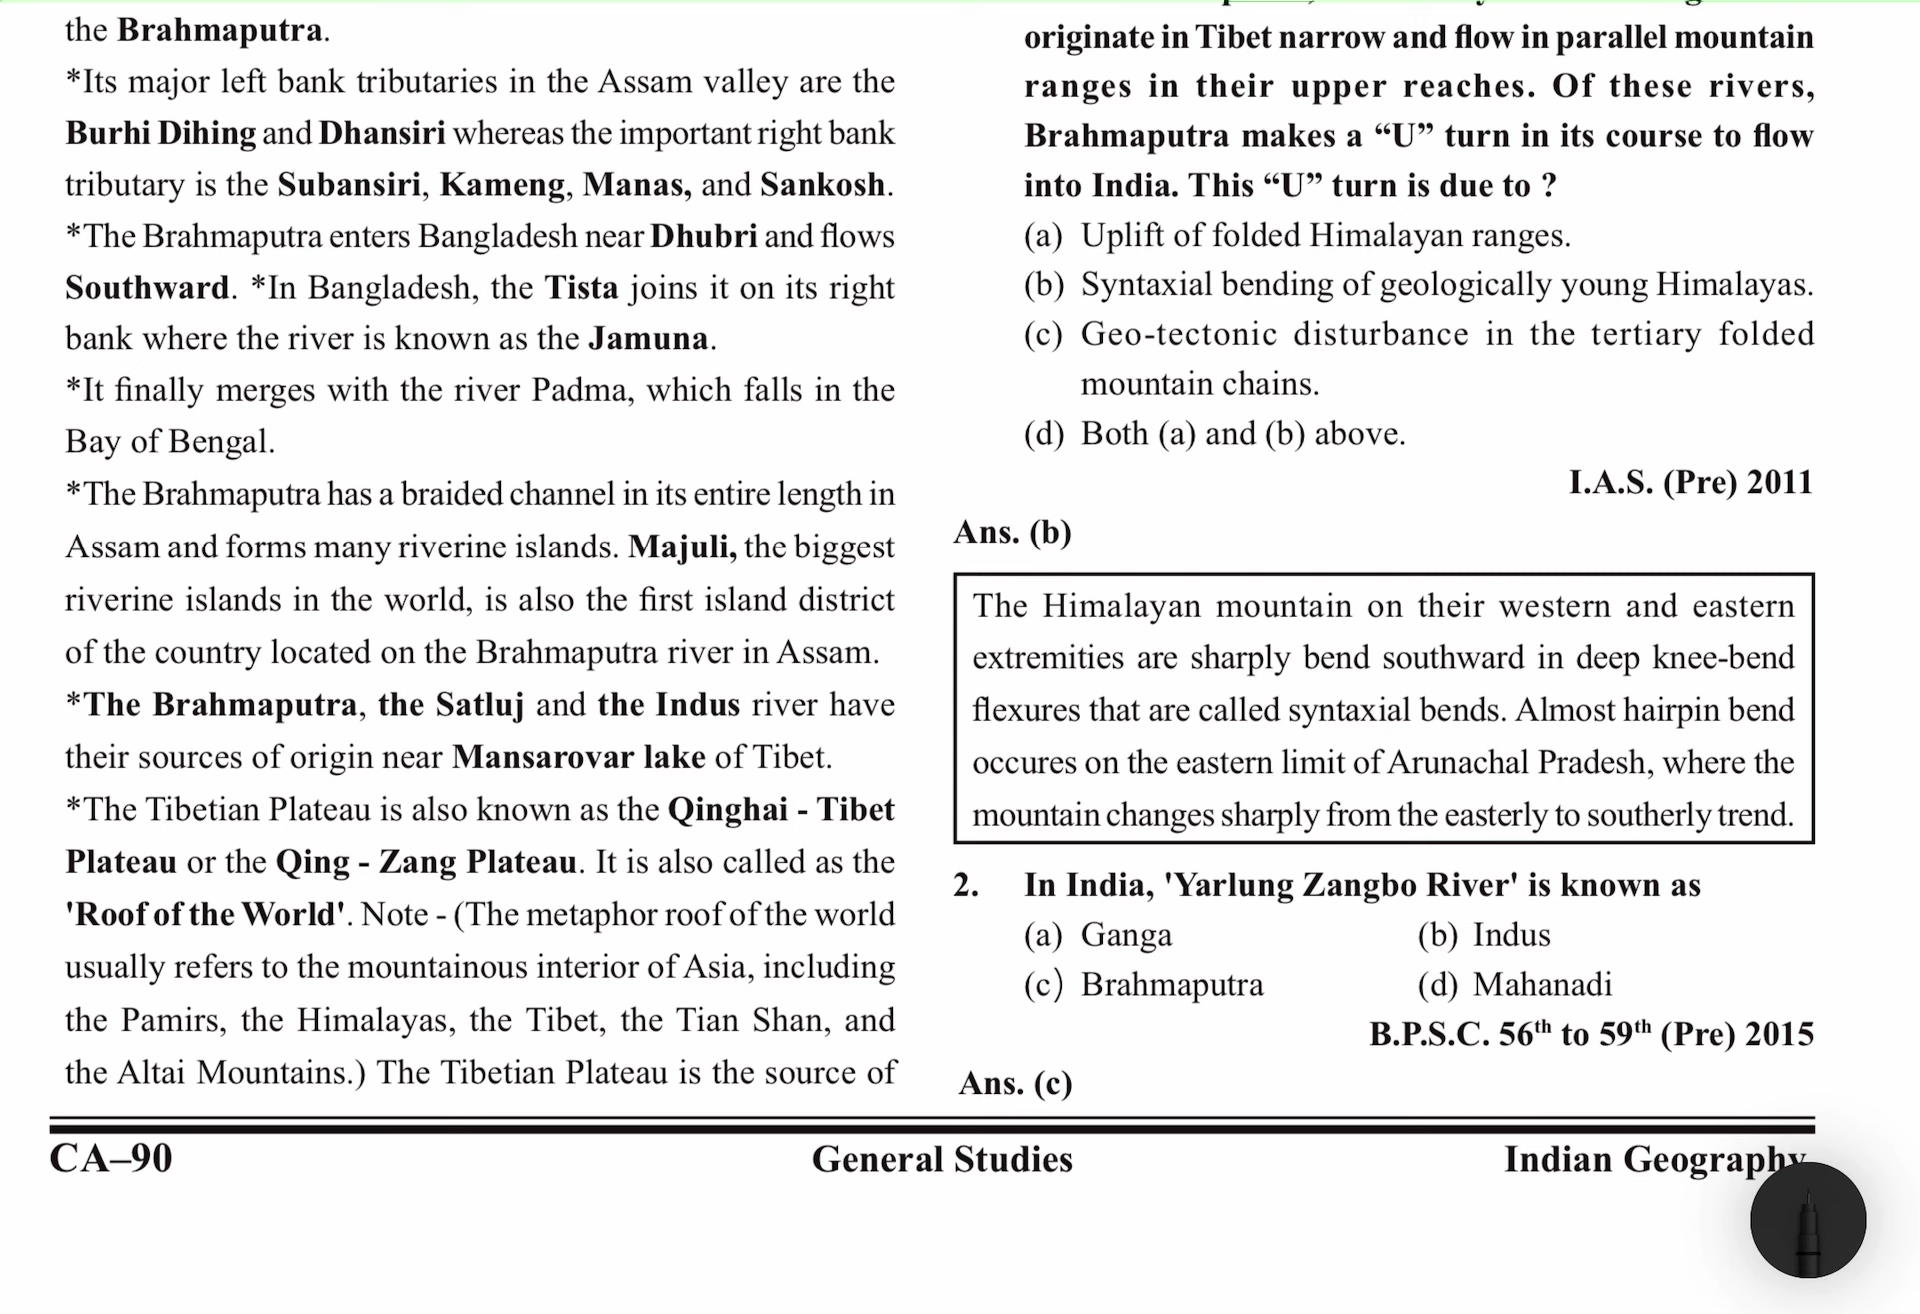 the Brahmaputra.
*Its major left bank tributaries in the Assam valley are the
Burhi Dihing and Dhansiri whereas the important right bank
tributary is the Subansiri, Kameng, Manas, and Sankosh.
*The Brahmaputra enters Bangladesh near Dhubri and flows
Southward. *In Bangladesh, the Tista joins it on its right
bank where the river is known as the Jamuna.
*It finally merges with the river Padma, which falls in the
Bay of Bengal.
*The Brahmaputra has a braided channel in its entire length in
Assam and forms many riverine islands. Majuli, the biggest
riverine islands in the world, is also the first island district
of the country located on the Brahmaputra river in Assam.
*The Brahmaputra, the Satluj and the Indus river have
their sources of origin near Mansarovar lake of Tibet.
*The Tibetian Plateau is also known as the Qinghai - Tibet
Plateau or the Qing - Zang Plateau. It is also called as the
'Roof of the World'. Note - (The metaphor roof of the world
usually refers to the mountainous interior of Asia, including
the Pamirs, the Himalayas, the Tibet, the Tian Shan, and
the Altai Mountains.) The Tibetian Plateau is the source of
originate in Tibet narrow and flow in parallel mountain
ranges in their upper reaches. Of these rivers,
Brahmaputra makes a “U” turn in its course to flow
into India. This “U” turn is due to ?
(a) Uplift of folded Himalayan ranges.
(b) Syntaxial bending of geologically young Himalayas.
(c) Geo-tectonic disturbance in the tertiary folded
mountain chains.
(d) Both (a) and (b) above.
I.A.S. (Pre) 2011
Ans. (b)
The Himalayan mountain on their western and eastern
extremities are sharply bend southward in deep knee-bend
flexures that are called syntaxial bends. Almost hairpin bend
occures on the eastern limit of Arunachal Pradesh, where the
mountain changes sharply from the easterly to southerly trend.
2. In India, 'Yarlung Zangbo River' is known as
(a) Ganga (b) Indus
(c) Brahmaputra (d) Mahanadi
B.P.S.C. 56th to 59th (Pre) 2015
Ans. (c)
CA–90 General Studies Indian Geography